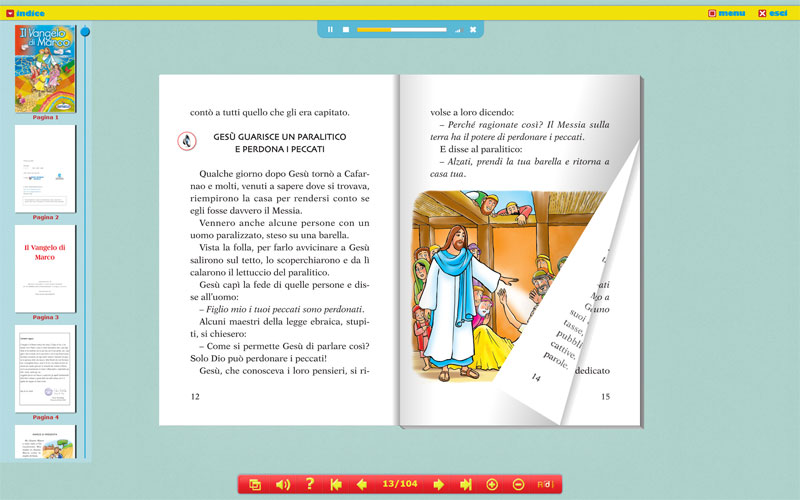 indice
menu
esci
Il Vangelo
di Marco
Pagina 1
Pagina 2
Il Vangelo di
Marco
Pagina 3
Pagina 4
contò a tutti quello che gli era capitato.
GESÙ GUARISCE UN PARALITICO
E PERDONA I PECCATI
Qualche giorno dopo Gesù tornò a Cafar-
nao e molti, venuti a sapere dove si trovava,
riempirono la casa per rendersi conto se
egli fosse davvero il Messia.
Vennero anche alcune persone con un
uomo paralizzato, steso su una barella.
Vista la folla, per farlo avvicinare a Gesù
salirono sul tetto, lo scoperchiarono e da lì
calarono il lettuccio del paralitico.
Gesù capì la fede di quelle persone e dis-
se all'uomo:
– Figlio mio i tuoi peccati sono perdonati.
Alcuni maestri della legge ebraica, stupi-
ti, si chiesero:
– Come si permette Gesù di parlare così?
Solo Dio può perdonare i peccati!
Gesù, che conosceva i loro pensieri, si ri-
12
volse a loro dicendo:
– Perché ragionate così? Il Messia sulla
terra ha il potere di perdonare i peccati.
E disse al paralitico:
– Alzati, prendi la tua barella e ritorna a
casa tua.
suoi
tasse,
pubbli
cattive.
parole.
14
dedicato
15
?
13/104